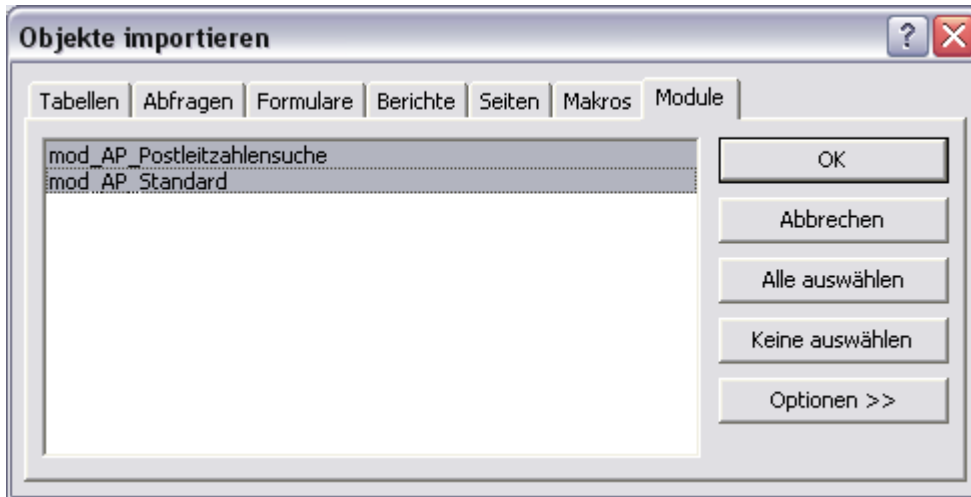 Objekte importieren
Tabellen Abfragen Formulare Berichte Seiten Makros Module
mod_AP_Postleitzahlensuche
mod_AP_Standard
OK
Abbrechen
Alle auswählen
Keine auswählen
Optionen >>